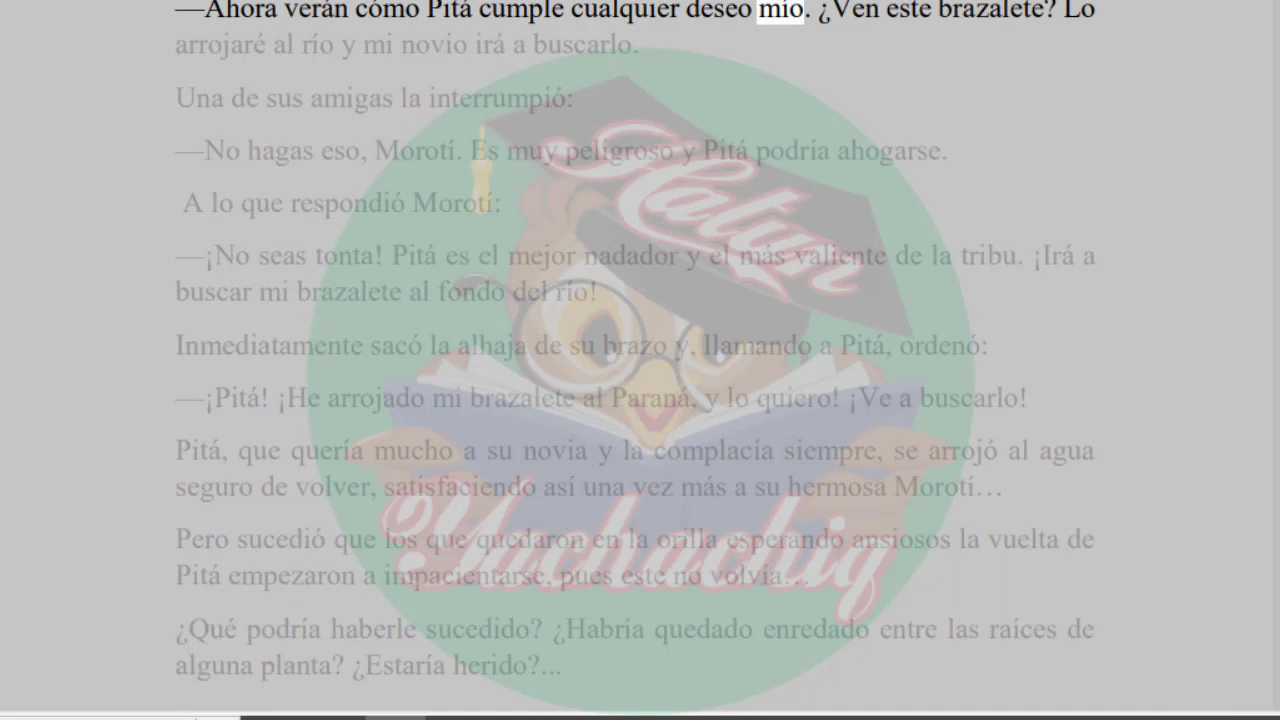 —Ahora verán cómo Pitá cumple cualquier deseo mío. ¿Ven este brazalete? Lo
arrojaré al río y mi novio irá a buscarlo.
Una de sus amigas la interrumpió:
—No hagas eso, Morotí. Es muy peligroso y Pitá podría ahogarse.
A lo que respondió Morotí:
—¡No seas tonta! Pitá es el mejor nadador y el más valiente de la tribu. ¡Irá a
buscar mi brazalete al fondo del río!
Inmediatamente sacó la alhaja de su brazo y, llamando a Pitá, ordenó:
—¡Pitá! ¡He arrojado mi brazalete al Paraná, y lo quiero! ¡Ve a buscarlo!
Pitá, que quería mucho a su novia y la complacía siempre, se arrojó al agua
seguro de volver, satisfaciendo así una vez más a su hermosa Morotí…
Pero sucedió que los que quedaron en la orilla esperando ansiosos la vuelta de
Pitá empezaron a impacientarse, pues este no volvía…
¿Qué podría haberle sucedido? ¿Habría quedado enredado entre las raíces de
alguna planta? ¿Estaría herido?...
Hatun
Yachachiq